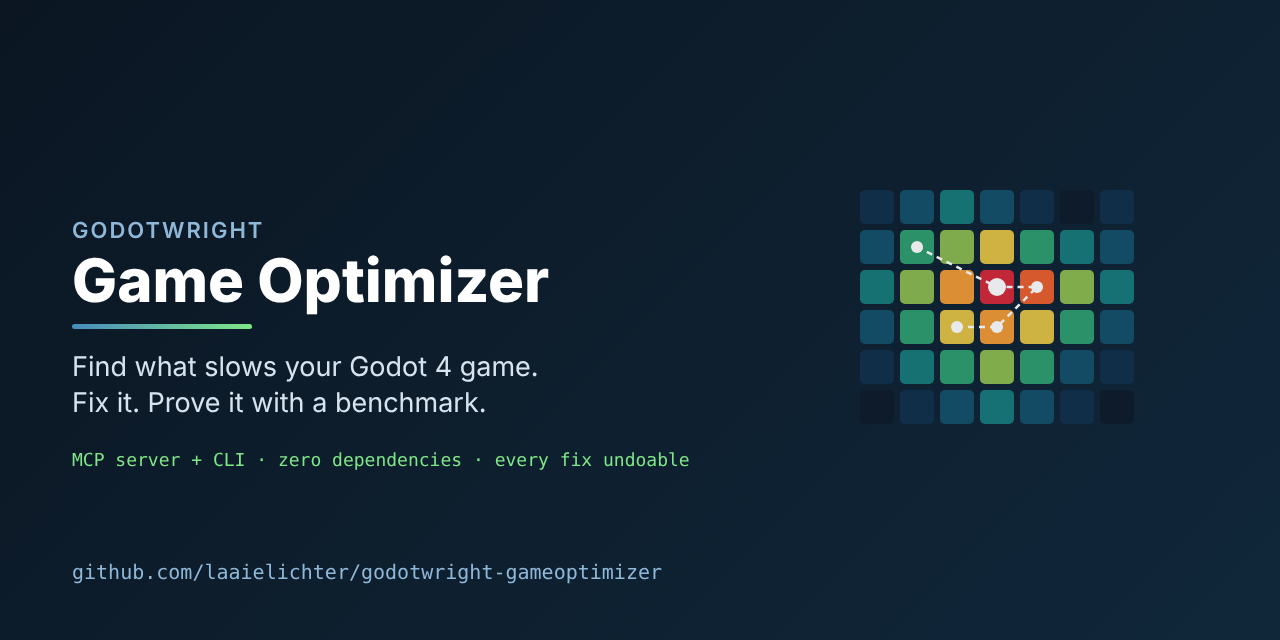 GODOTWRIGHT
Game Optimizer
Find what slows your Godot 4 game.
Fix it. Prove it with a benchmark.
MCP server + CLI · zero dependencies · every fix undoable
github.com/laaielichter/godotwright-gameoptimizer